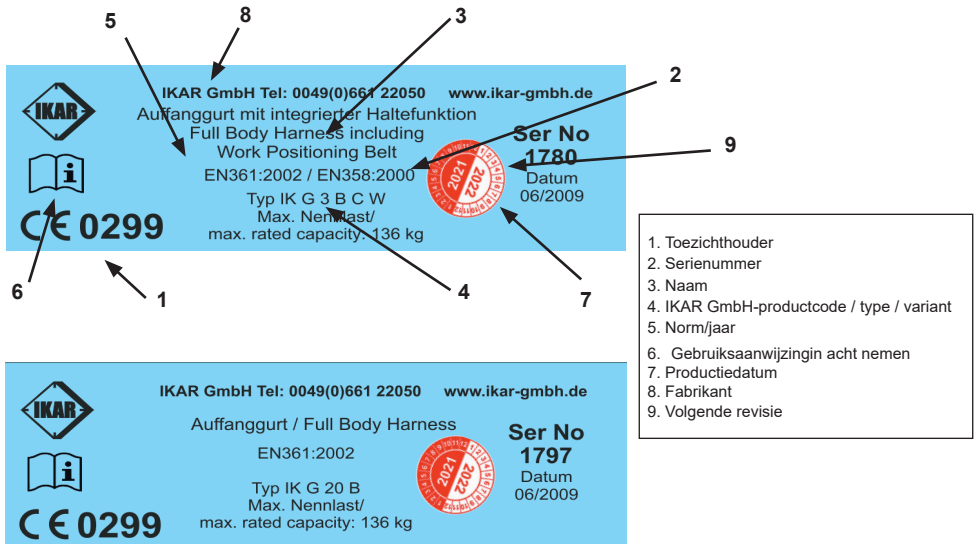 8
5
3
2
9
IKAR
IKAR GmbH Tel: 0049(0)661 22050 www.ikar-gmbh.de
Auffanggurt mit integrierter Haltefunktion
Full Body Harness including
Work Positioning Belt
EN361:2002 / EN358:2000
Typ IK G 3 B C W
Max. Nennlast/
max. rated capacity: 136 kg
2021
2022
Ser No
1780
Datum
06/2009
i
CE 0299
6
1
4
7
1. Toezichthouder
2. Serienummer
3. Naam
4. IKAR GmbH-productcode / type / variant
5. Norm/jaar
6. Gebruiksaanwijzingin acht nemen
7. Productiedatum
8. Fabrikant
9. Volgende revisie
IKAR
IKAR GmbH Tel: 0049(0)661 22050 www.ikar-gmbh.de
Auffanggurt / Full Body Harness
EN361:2002
Typ IK G 20 B
Max. Nennlast/
max. rated capacity: 136 kg
2021
2022
Ser No
1797
Datum
06/2009
i
CE 0299